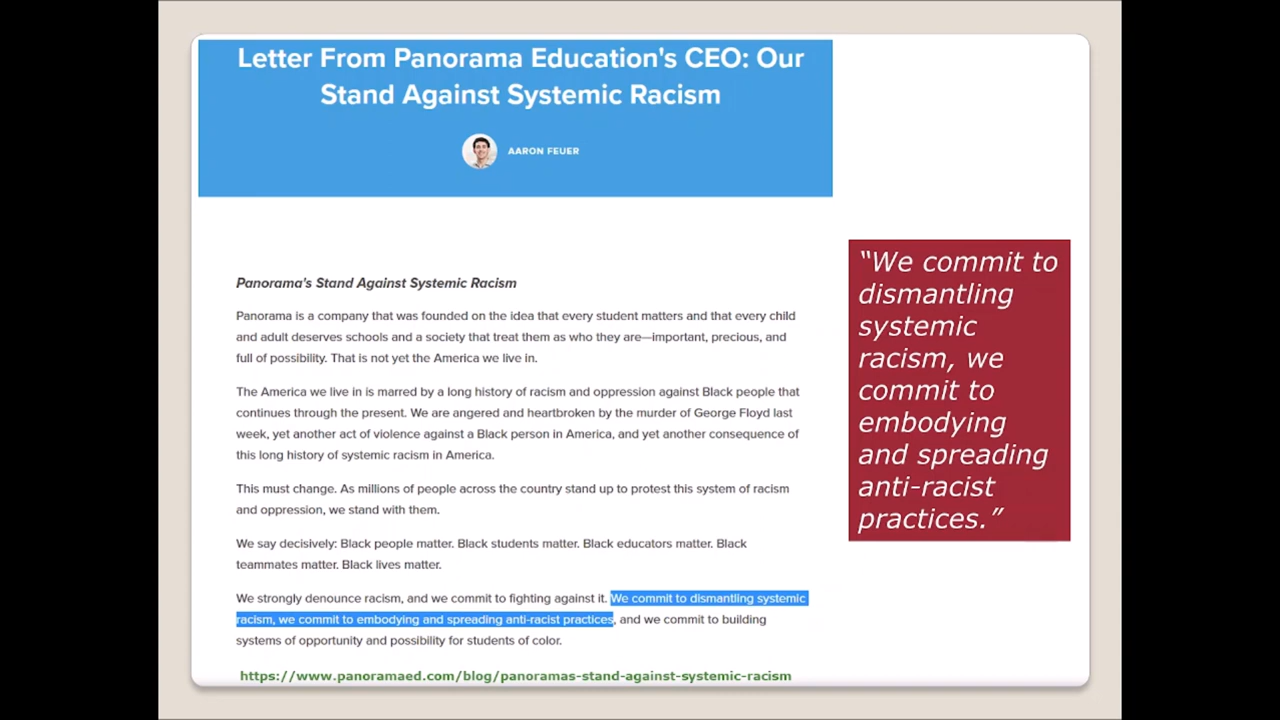 Letter From Panorama Education's CEO: Our
Stand Against Systemic Racism
AARON FEUER
Panorama's Stand Against Systemic Racism
Panorama is a company that was founded on the idea that every student matters and that every child
and adult deserves schools and a society that treat them as who they are—important, precious, and
full of possibility. That is not yet the America we live in.
The America we live in is marred by a long history of racism and oppression against Black people that
continues through the present. We are angered and heartbroken by the murder of George Floyd last
week, yet another act of violence against a Black person in America, and yet another consequence of
this long history of systemic racism in America.
This must change. As millions of people across the country stand up to protest this system of racism
and oppression, we stand with them.
We say decisively: Black people matter. Black students matter. Black educators matter. Black
teammates matter. Black lives matter.
We strongly denounce racism, and we commit to fighting against it. We commit to dismantling systemic
racism, we commit to embodying and spreading anti-racist practices, and we commit to building
systems of opportunity and possibility for students of color.
https://www.panoramaed.com/blog/panoramas-stand-against-systemic-racism
“We commit to
dismantling
systemic
racism, we
commit to
embodying
and spreading
anti-racist
practices.”